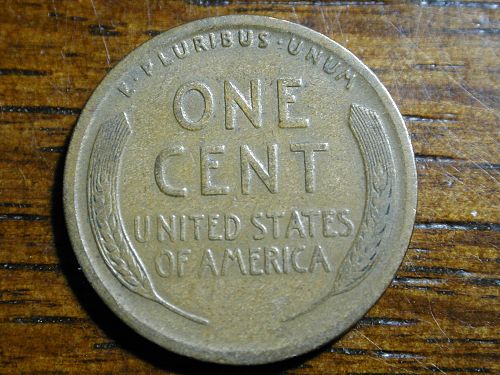 E·PLURIBUS·UNUM
ONE
CENT
UNITED STATES
OF AMERICA